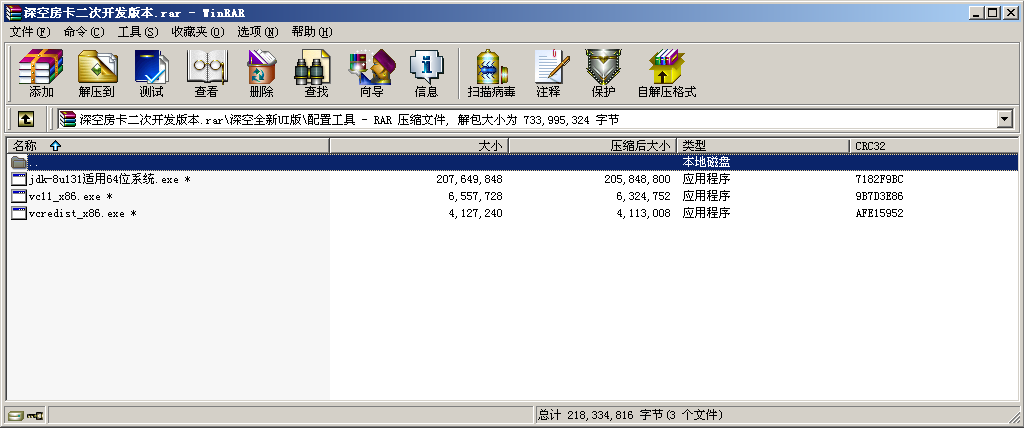 深空房卡二次开发版本.rar - WinRAR
文件(F) 命令(C) 工具(S) 收藏夹(O) 选项(N) 帮助(H)
添加 解压到 测试 查看 删除 查找 向导 信息 扫描病毒 注释 保护 自解压格式
深空房卡二次开发版本.rar\深空全新UI版\配置工具 - RAR 压缩文件, 解包大小为 733,995,324 字节
名称 大小 压缩后大小 类型 CRC32
.. 本地磁盘
jdk-8u131适用64位系统.exe * 207,649,848 205,848,800 应用程序 7182F9BC
vc11_x86.exe * 6,557,728 6,324,752 应用程序 9B7D3E86
vcredist_x86.exe * 4,127,240 4,113,008 应用程序 AFE15952
总计 218,334,816 字节(3 个文件)